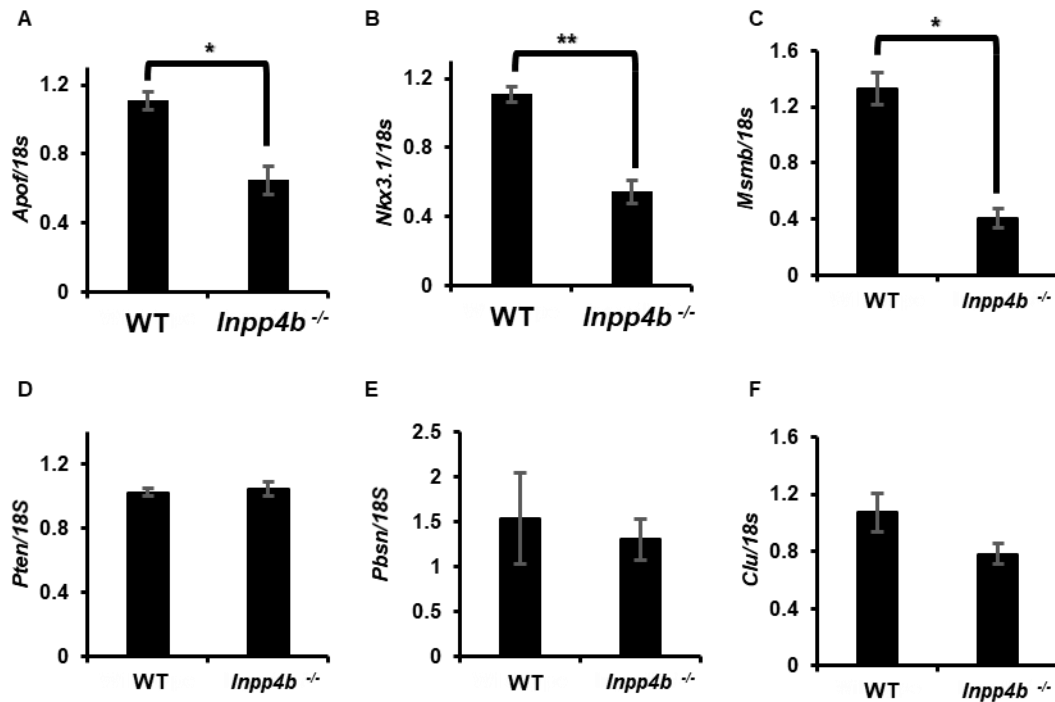 A
*
Apof/18s
1.2
0.8
0.4
0
WT
Inpp4b -/-
B
**
Nkx3.1/18s
1.2
0.8
0.4
0
WT
Inpp4b -/-
C
*
Msmb/18s
1.6
1.2
0.8
0.4
0
WT
Inpp4b -/-
D
Pten/18S
1.2
0.8
0.4
0
WT
Inpp4b -/-
E
Pbsn/18S
2.5
2
1.5
1
0.5
0
WT
Inpp4b -/-
F
Clu/18s
1.6
1.2
0.8
0.4
0
WT
Inpp4b -/-